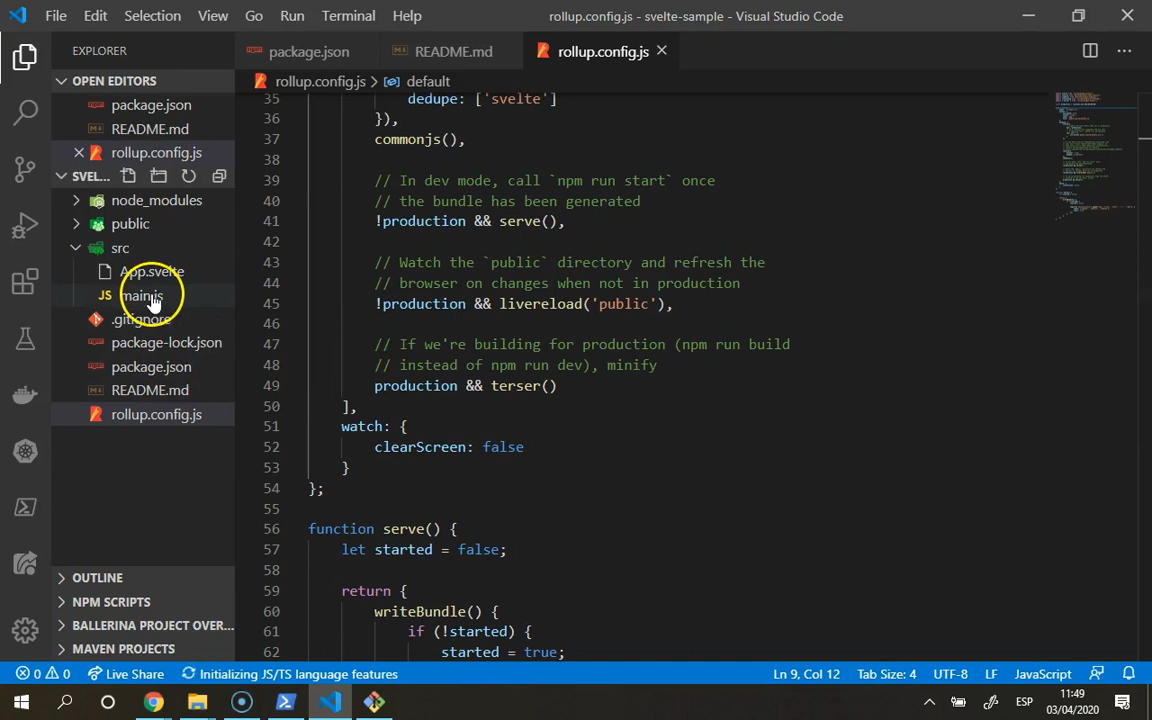 File Edit Selection View Go Run Terminal Help
rollup.config.js - svelte-sample - Visual Studio Code
EXPLORER
OPEN EDITORS
package.json
README.md
rollup.config.js
SVEL...
node_modules
public
src
App.svelte
JS main.js
.gitignore
package-lock.json
package.json
README.md
rollup.config.js
OUTLINE
NPM SCRIPTS
BALLERINA PROJECT OVER...
MAVEN PROJECTS
package.json README.md rollup.config.js
rollup.config.js > default
35 dedupe: ['svelte']
36 }),
37 commonjs(),
38
39 // In dev mode, call `npm run start` once
40 // the bundle has been generated
41 !production && serve(),
42
43 // Watch the `public` directory and refresh the
44 // browser on changes when not in production
45 !production && livereload('public'),
46
47 // If we're building for production (npm run build
48 // instead of npm run dev), minify
49 production && terser()
50 ],
51 watch: {
52 clearScreen: false
53 }
54 };
55
56 function serve() {
57 let started = false;
58
59 return {
60 writeBundle() {
61 if (!started) {
62 started = true;
0 0 Live Share Initializing JS/TS language features Ln 9, Col 12 Tab Size: 4 UTF-8 LF JavaScript
ESP
11:49
03/04/2020